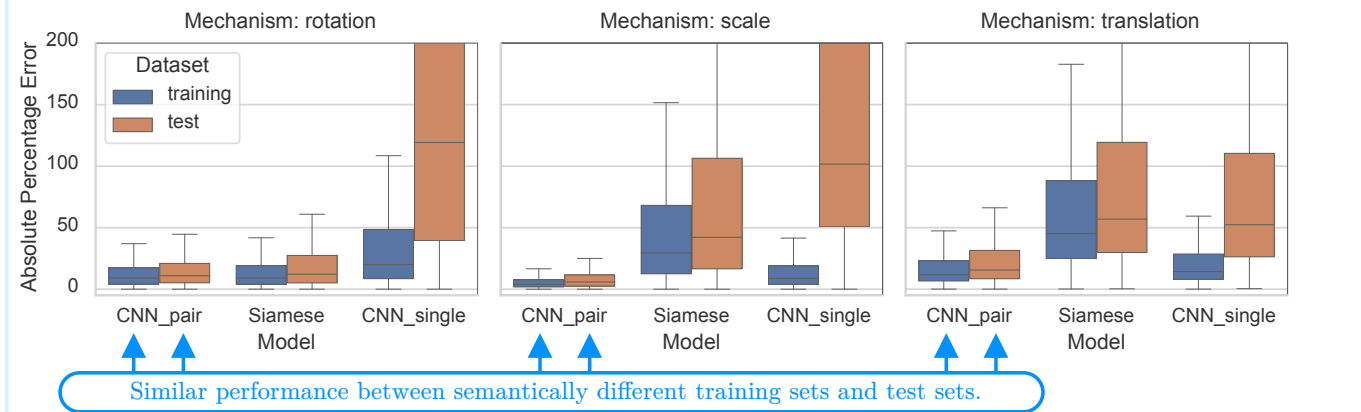 Mechanism: rotation
Mechanism: scale
Mechanism: translation
Absolute Percentage Error
200
150
100
50
0
Dataset
training
test
CNN_pair Siamese CNN_single
CNN_pair Siamese CNN_single
CNN_pair Siamese CNN_single
Model
Model
Model
Similar performance between semantically different training sets and test sets.